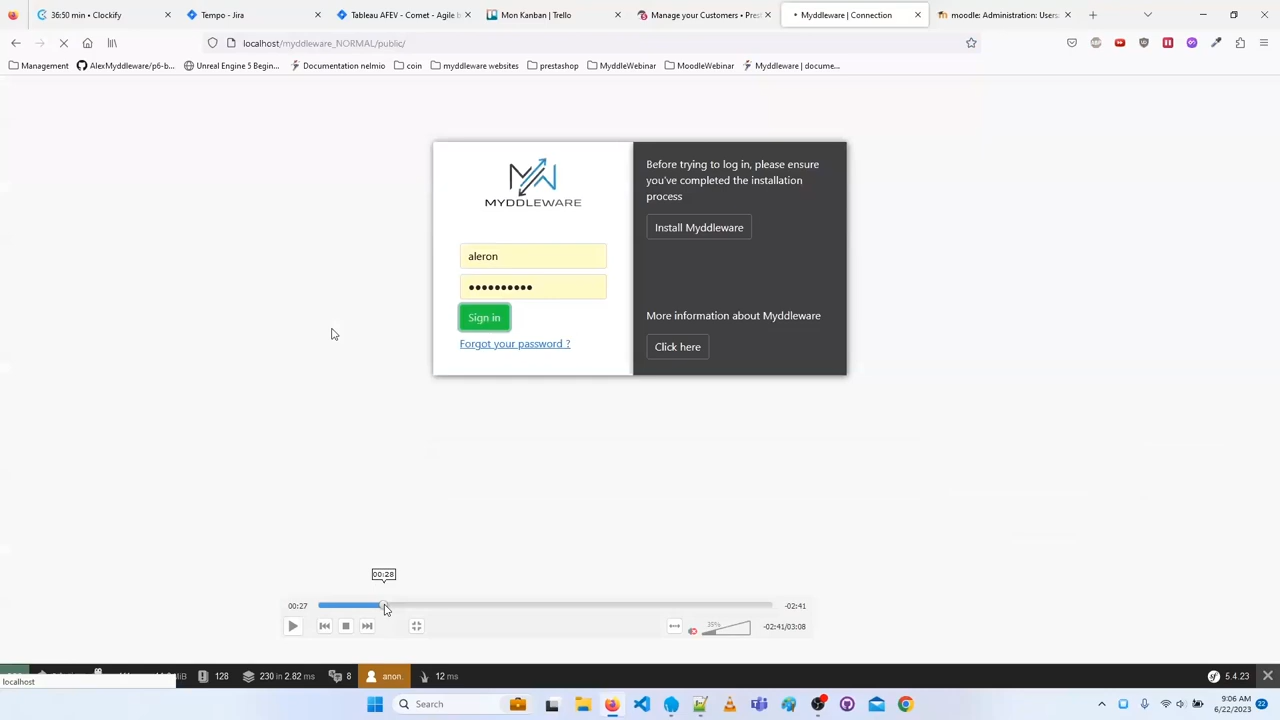 36:50 min - Clockify
Tempo - Jira
Tableau AFEV - Comet - Agile b
Mon Kanban | Trello
Manage your Customers • Pres
Myddleware | Connection
moodle: Administration: Users:
localhost/myddleware_NORMAL/public/
Management
AlexMyddleware/p6-b...
Unreal Engine 5 Begin...
Documentation nelmio
coin
myddleware websites
prestashop
MyddleWebinar
MoodleWebinar
Myddleware | docume...
MYDDLEWARE
aleron
Sign in
Forgot your password ?
Before trying to log in, please ensure
you've completed the installation
process
Install Myddleware
More information about Myddleware
Click here
00:28
00:27
-02:41
35%
-02:41/03:08
128
230 in 2.82 ms
8
anon.
12 ms
5.4.23
localhost
Search
9:06 AM
6/22/2023
22